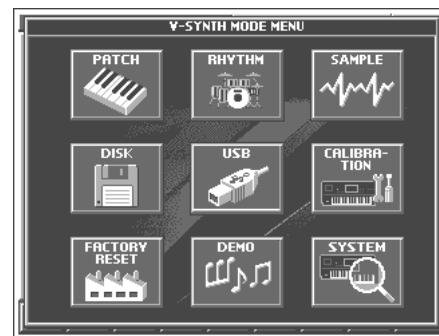 V-SYNTH MODE MENU
PATCH
RHYTHM
SAMPLE
DISK
USB
CALIBRA-
TION
FACTORY
RESET
DEMO
SYSTEM